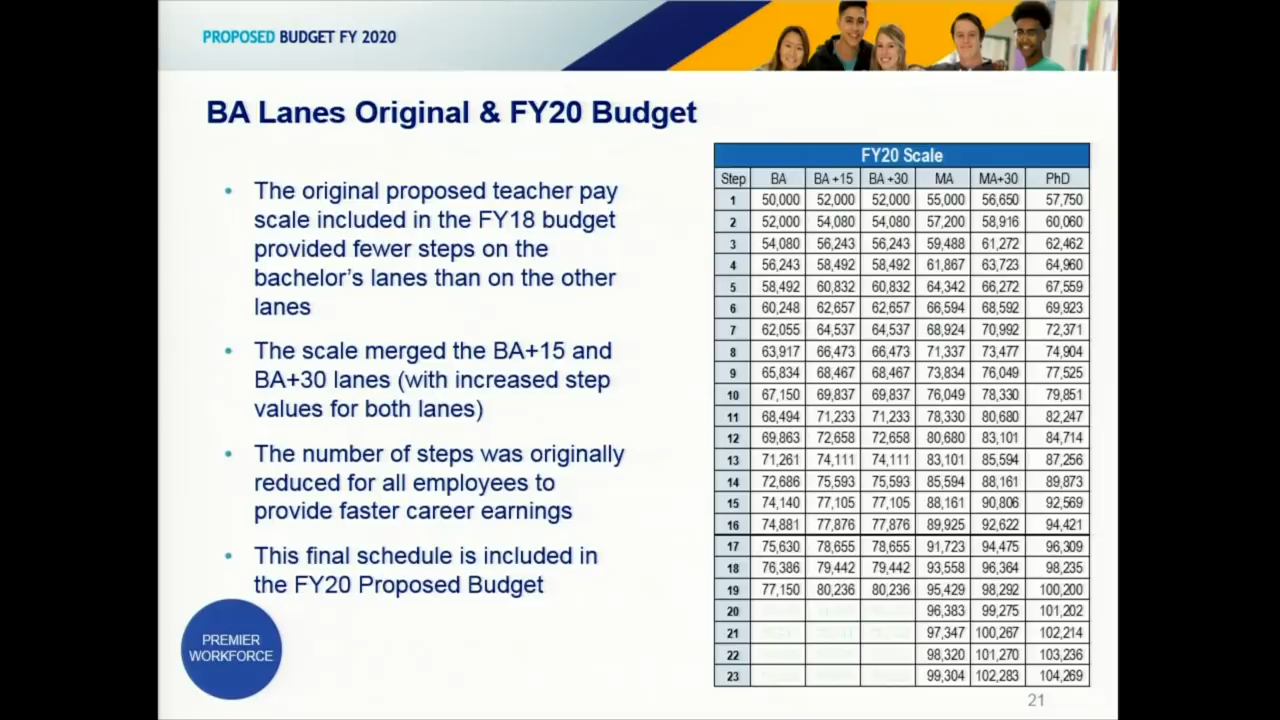 PROPOSED BUDGET FY 2020
BA Lanes Original & FY20 Budget
• The original proposed teacher pay
scale included in the FY18 budget
provided fewer steps on the
bachelor's lanes than on the other
lanes
• The scale merged the BA+15 and
BA+30 lanes (with increased step
values for both lanes)
• The number of steps was originally
reduced for all employees to
provide faster career earnings
• This final schedule is included in
the FY20 Proposed Budget
PREMIER
WORKFORCE
FY20 Scale
Step BA BA +15 BA +30 MA MA+30 PhD
1 50,000 52,000 52,000 55,000 56,650 57,750
2 52,000 54,080 54,080 57,200 58,916 60,060
3 54,080 56,243 56,243 59,488 61,272 62,462
4 56,243 58,492 58,492 61,867 63,723 64,960
5 58,492 60,832 60,832 64,342 66,272 67,559
6 60,248 62,657 62,657 66,594 68,592 69,923
7 62,055 64,537 64,537 68,924 70,992 72,371
8 63,917 66,473 66,473 71,337 73,477 74,904
9 65,834 68,467 68,467 73,834 76,049 77,525
10 67,150 69,837 69,837 76,049 78,330 79,851
11 68,494 71,233 71,233 78,330 80,680 82,247
12 69,863 72,658 72,658 80,680 83,101 84,714
13 71,261 74,111 74,111 83,101 85,594 87,256
14 72,686 75,593 75,593 85,594 88,161 89,873
15 74,140 77,105 77,105 88,161 90,806 92,569
16 74,881 77,876 77,876 89,925 92,622 94,421
17 75,630 78,655 78,655 91,723 94,475 96,309
18 76,386 79,442 79,442 93,558 96,364 98,235
19 77,150 80,236 80,236 95,429 98,292 100,200
20 96,383 99,275 101,202
21 97,347 100,267 102,214
22 98,320 101,270 103,236
23 99,304 102,283 104,269
21